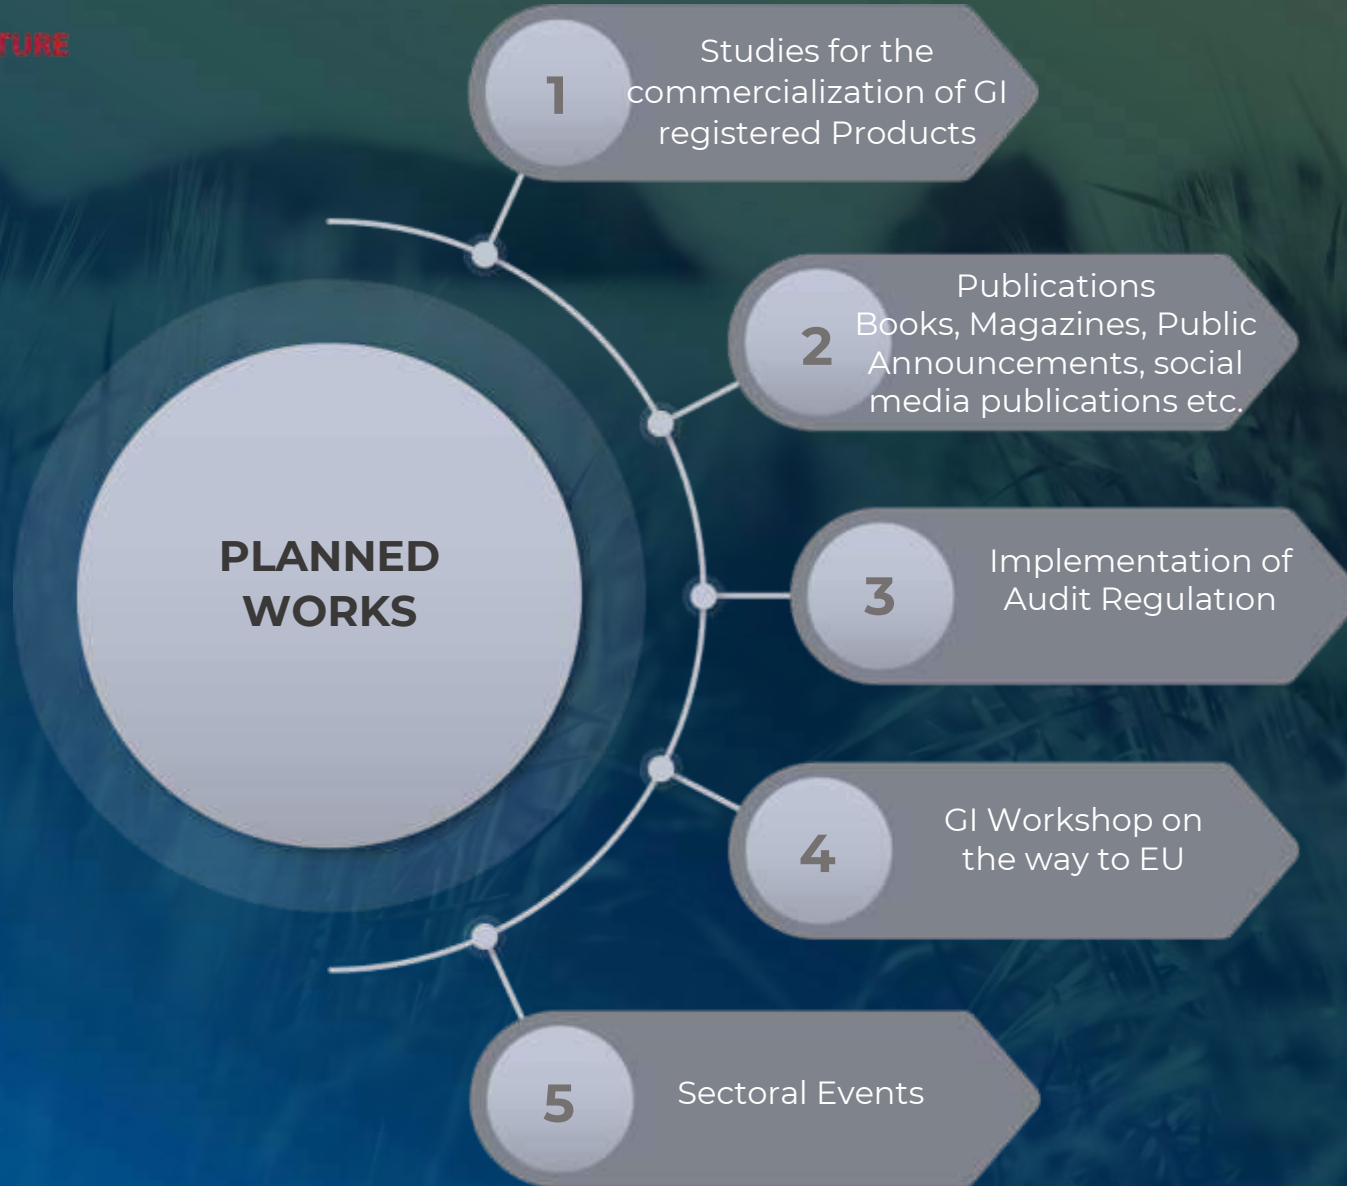 TURE
1
Studies for the
commercialization of GI
registered Products
2
Publications
Books, Magazines, Public
Announcements, social
media publications etc.
PLANNED
WORKS
3
Implementation of
Audit Regulatıon
4
GI Workshop on
the way to EU
5
Sectoral Events